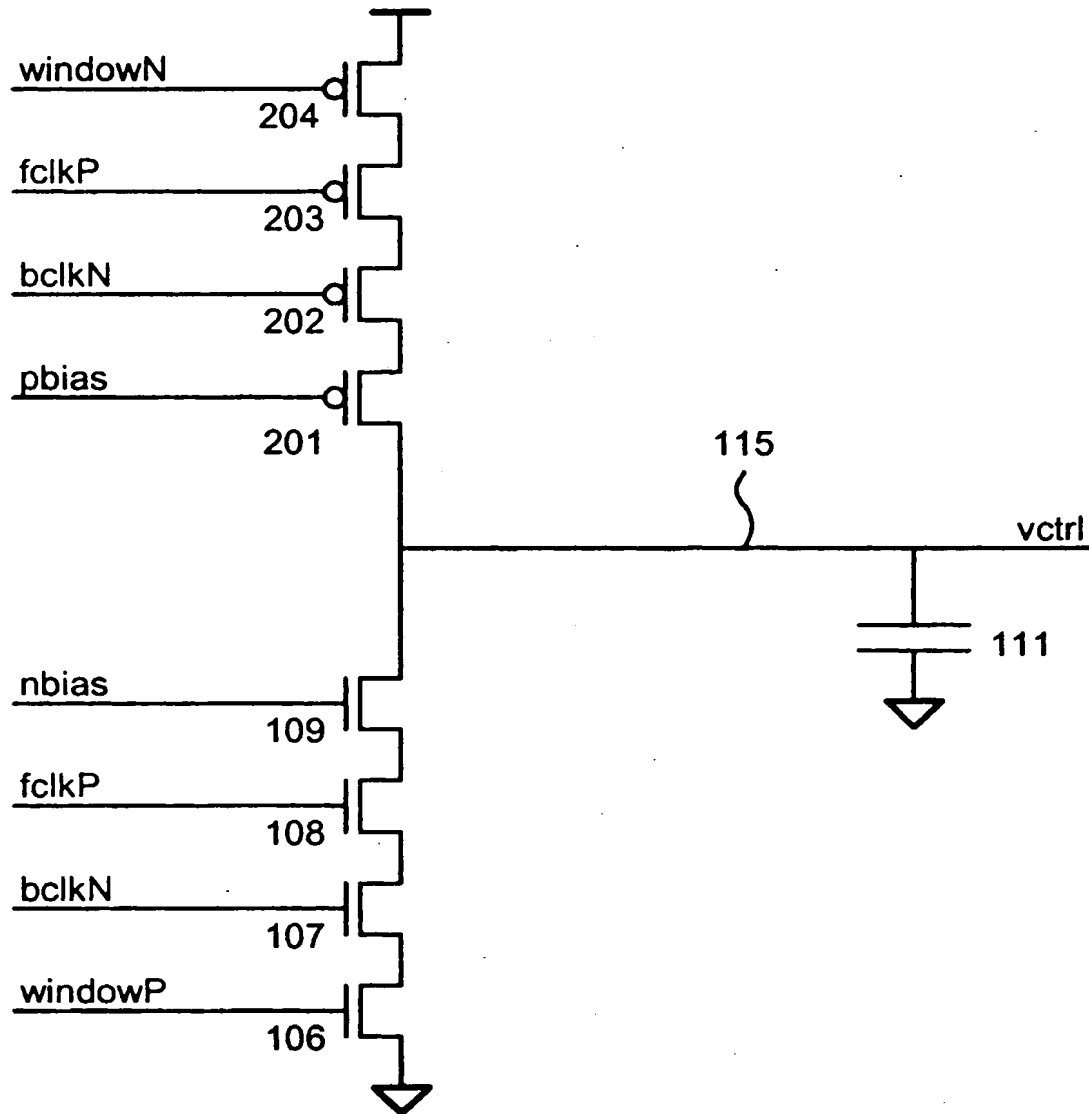 windowN
204
fclkP
203
bclkN
202
pbias
201
115
vctrl
111
nbias
109
fclkP
108
bclkN
107
windowP
106